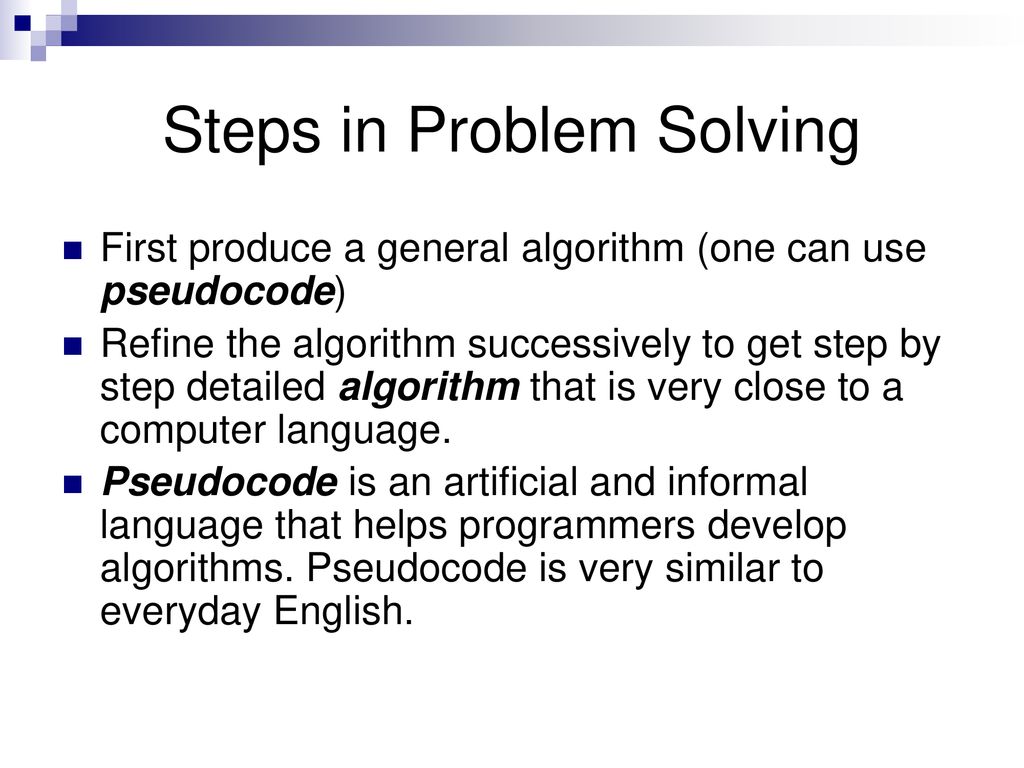 Steps in Problem Solving
First produce a general algorithm (one can use
pseudocode)
Refine the algorithm successively to get step by
step detailed algorithm that is very close to a
computer language.
Pseudocode is an artificial and informal
language that helps programmers develop
algorithms. Pseudocode is very similar to
everyday English.